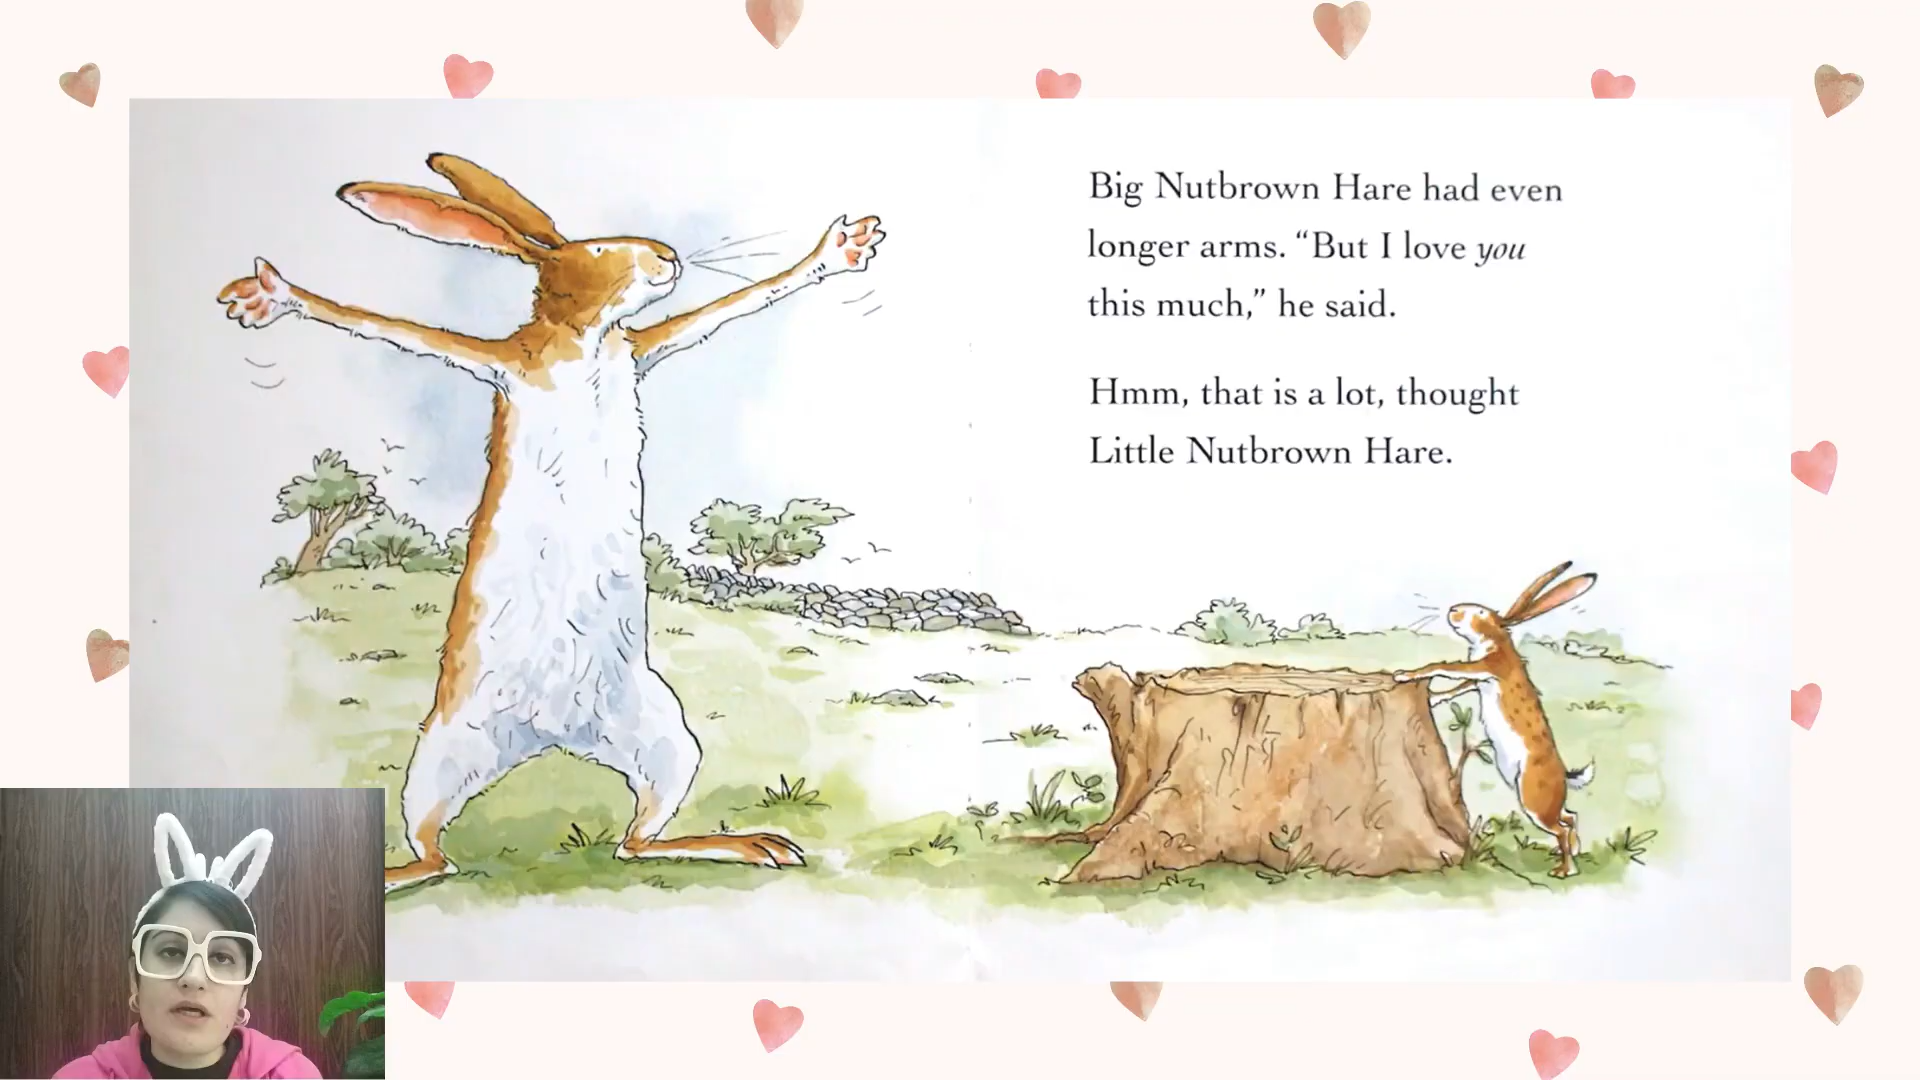 Big Nutbrown Hare had even
longer arms. “But I love you
this much,” he said.
Hmm, that is a lot, thought
Little Nutbrown Hare.